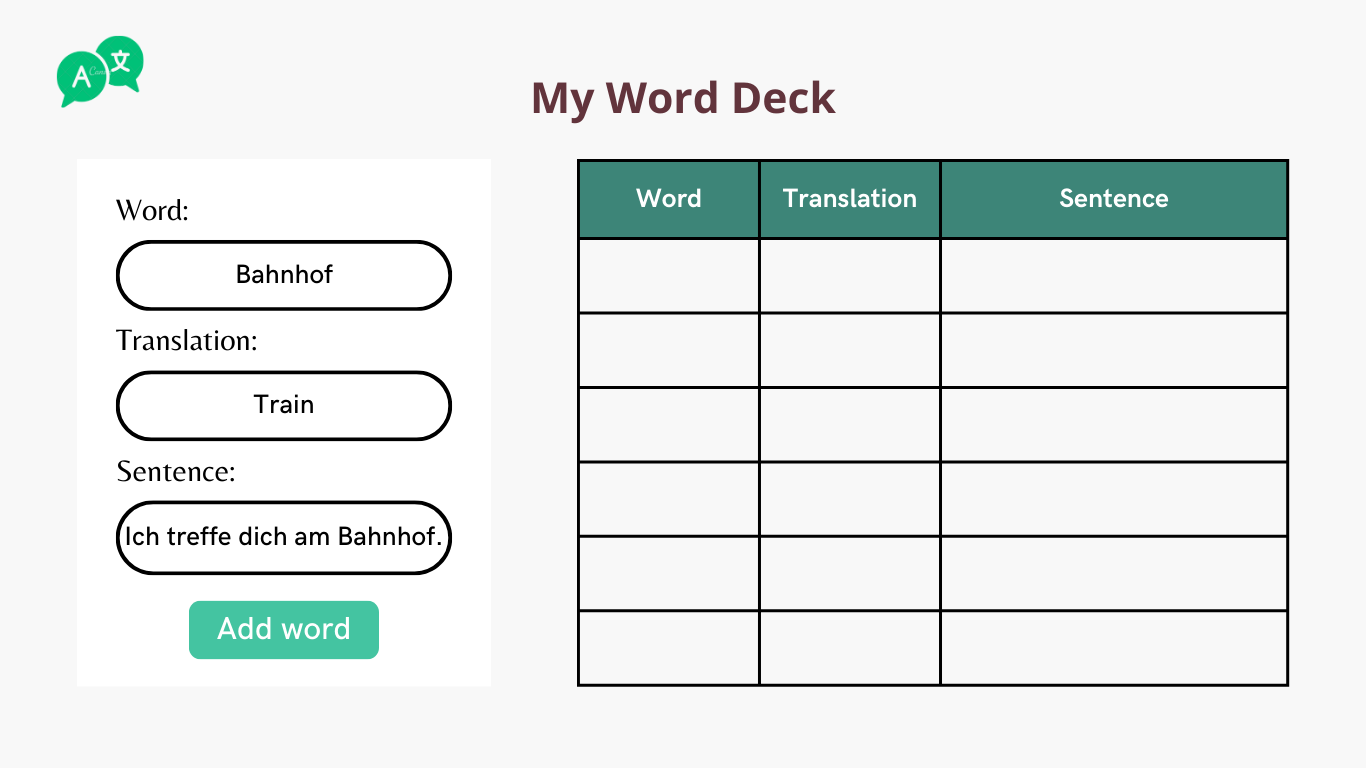 A 文
My Word Deck
Word:
Bahnhof
Translation:
Train
Sentence:
Ich treffe dich am Bahnhof.
Add word
Word Translation Sentence